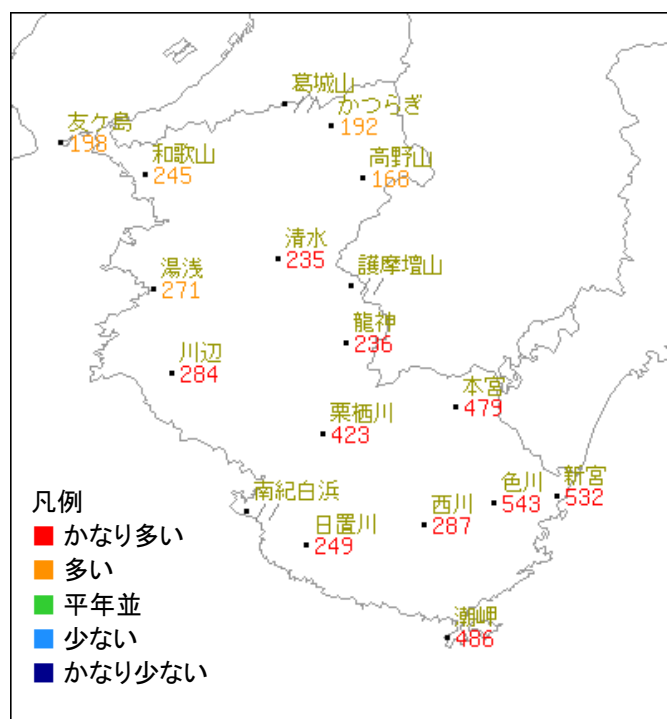 葛城山
かつらぎ
192
友ケ島
198
和歌山
245
高野山
168
清水
235
護摩壇山
湯浅
271
龍神
236
川辺
284
本宮
479
栗栖川
423
南紀白浜
色川
543
新宮
532
西川
287
日置川
249
潮岬
486
凡例
かなり多い
多い
平年並
少ない
かなり少ない